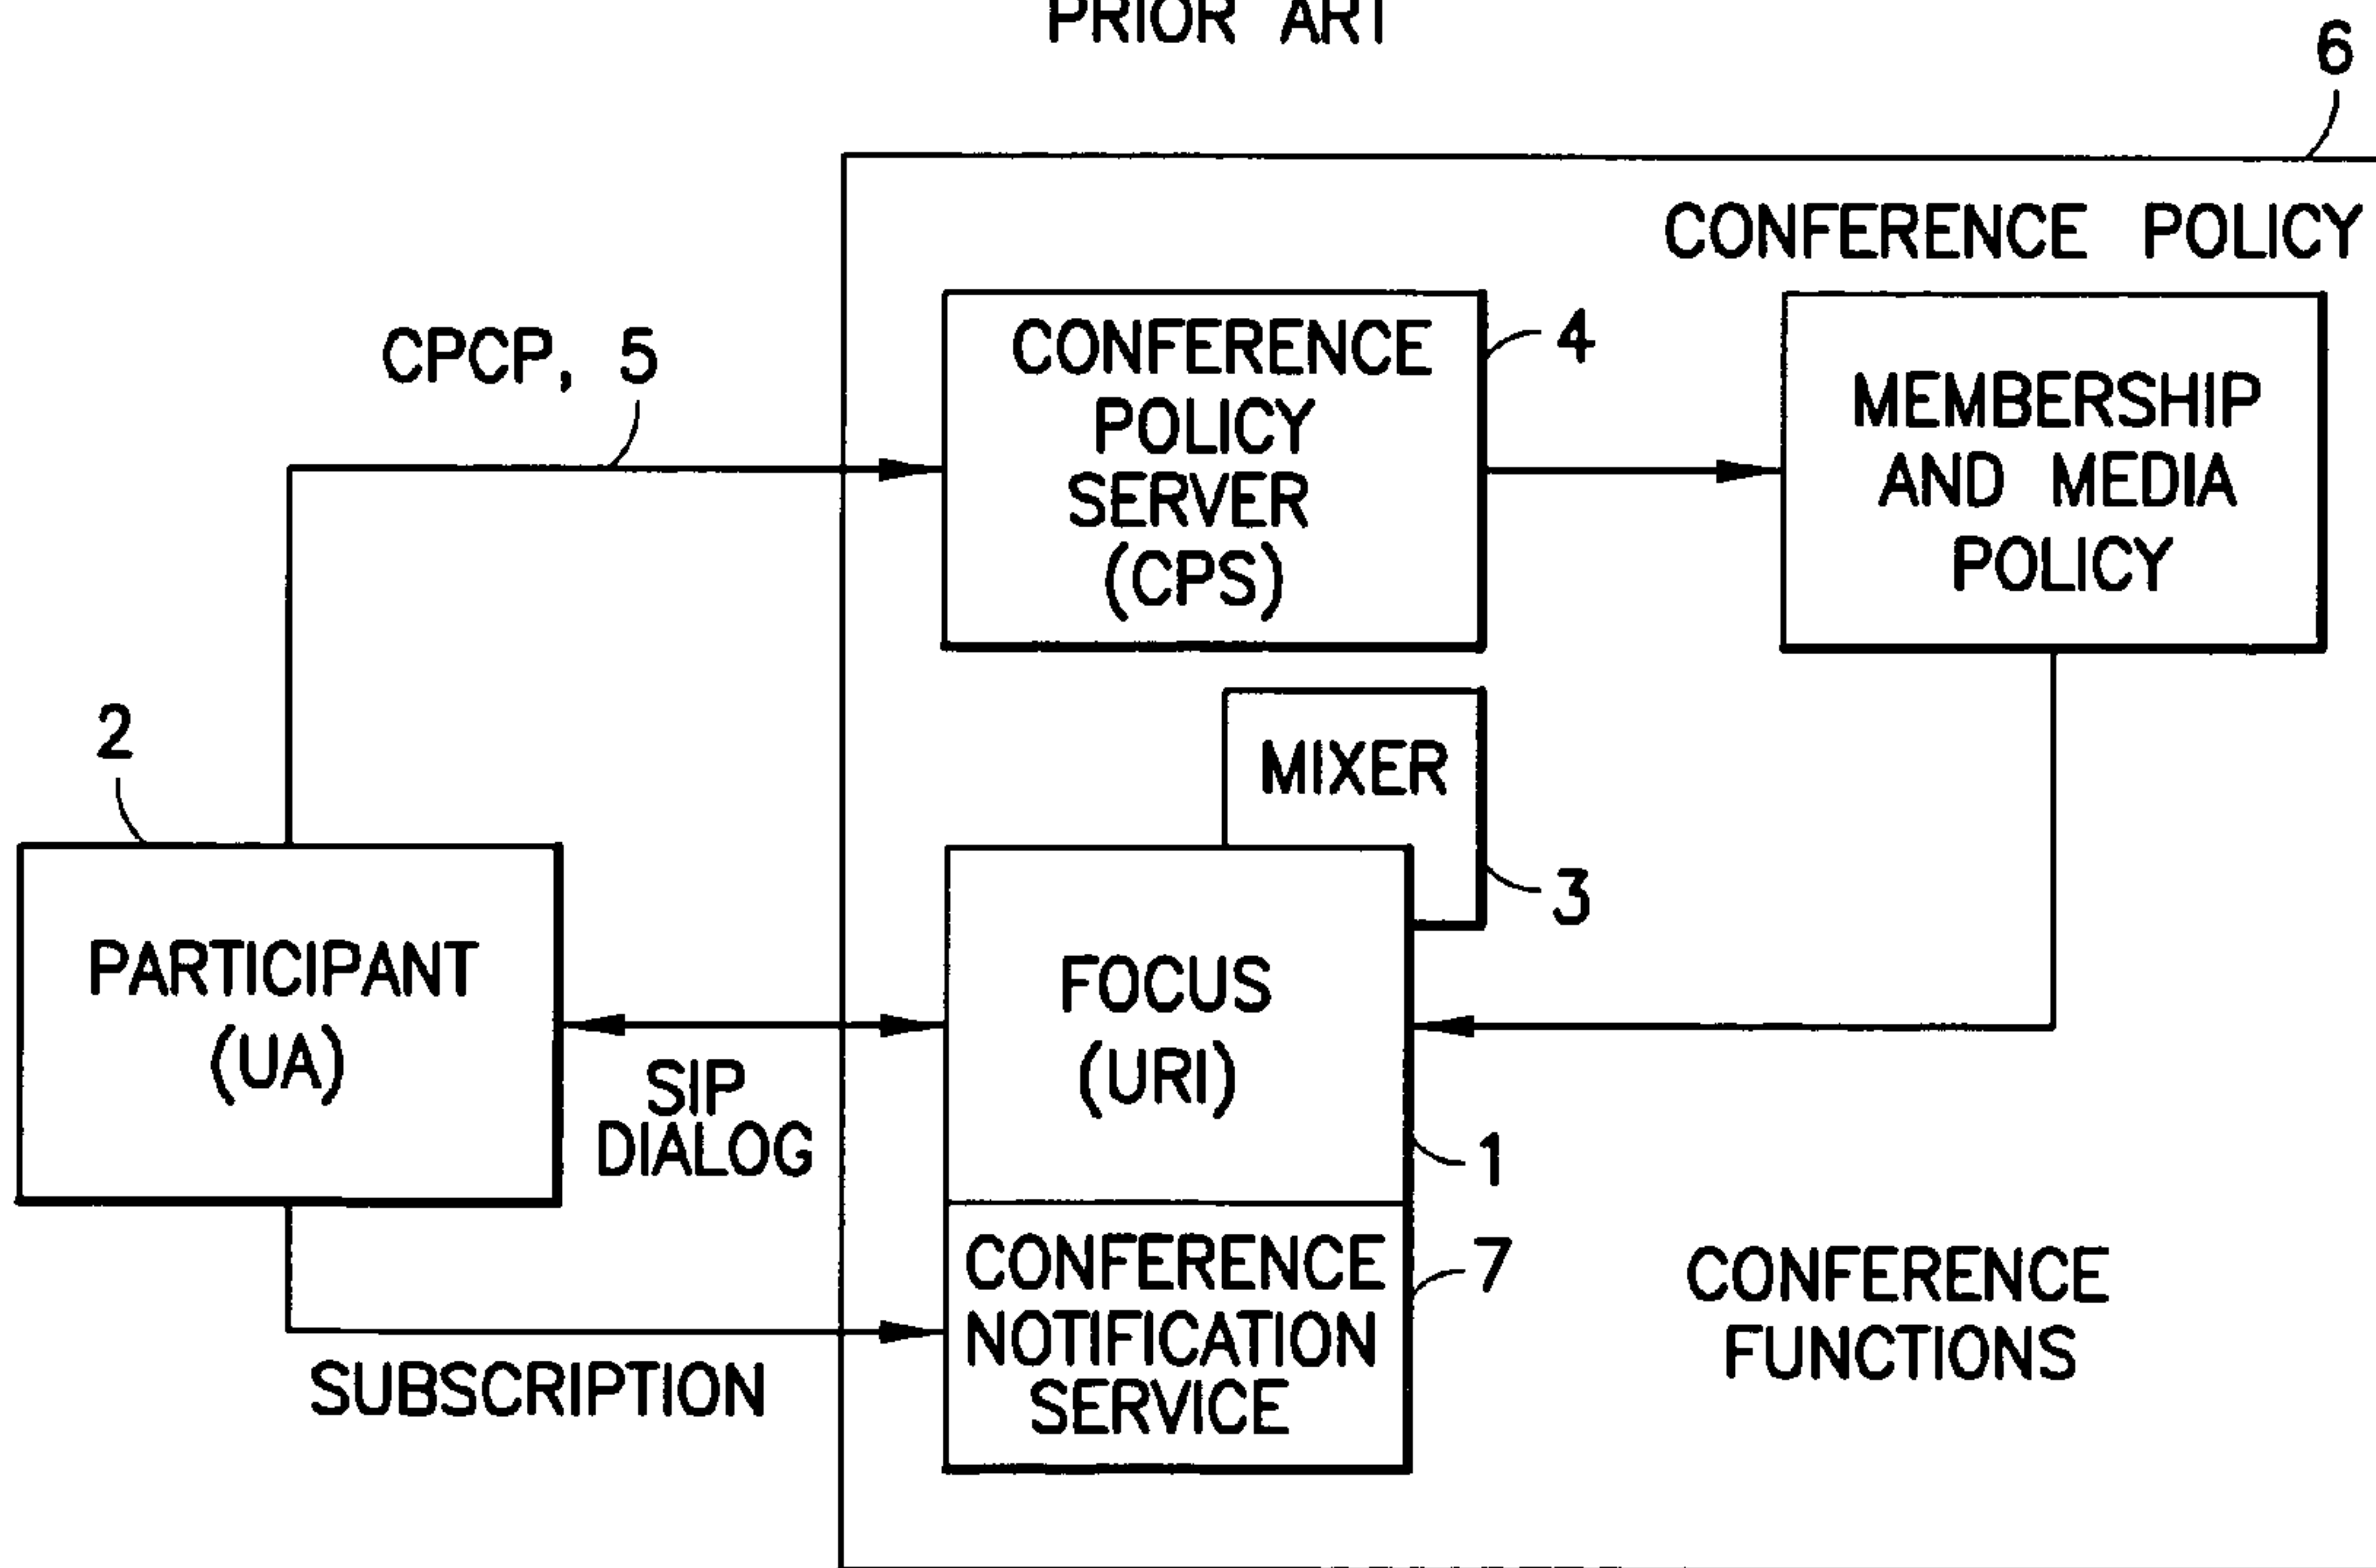 PRIOR ART
6
CONFERENCE POLICY
CPCP, 5
CONFERENCE
POLICY
SERVER
(CPS)
4
MEMBERSHIP
AND MEDIA
POLICY
2
MIXER
3
PARTICIPANT
(UA)
SIP
DIALOG
FOCUS
(URI)
1
CONFERENCE
NOTIFICATION
SERVICE
7
SUBSCRIPTION
CONFERENCE
FUNCTIONS